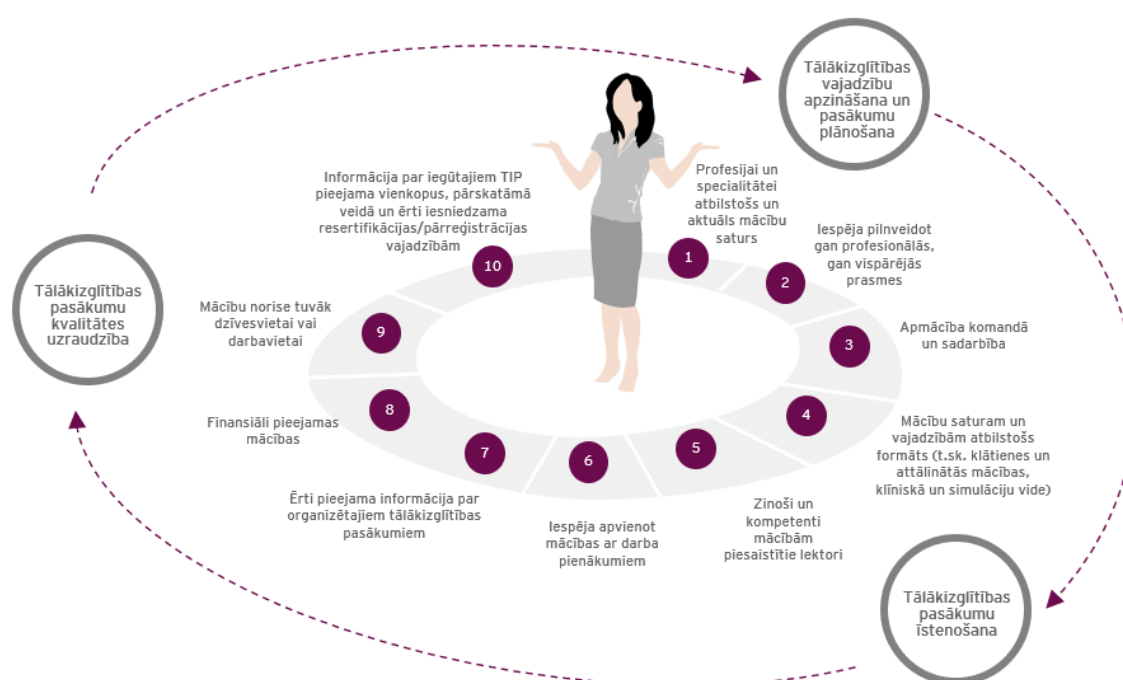 Tālākizglītības
vajadzību
apzināšana un
pasākumu
plānošana
Profesijai un
specialitātei
atbilstošs un
aktuāls mācību
saturs
Informācija par iegūtajiem TIP
pieejama vienkopus, pārskatāmā
veidā un ērti iesniedzama
resertifikācijas/pārreģistrācijas
vajadzībām
1
2
3
4
5
6
7
8
9
10
Iespēja pilnveidot
gan profesionālās,
gan vispārējās
prasmes
Apmācība komandā
un sadarbība
Mācību saturam un
vajadzībām atbilstošs
formāts (t.sk. klātienes un
attālinātās mācības,
klīniskā un simulāciju vide)
Zinoši un
kompetenti
mācībām
piesaistītie lektori
Iespēja apvienot
mācības ar darba
pienākumiem
Ērti pieejama informācija par
organizētajiem tālākizglītības
pasākumiem
Finansiāli pieejamas
mācības
Mācību norise tuvāk
dzīvesvietai vai
darbavietai
Tālākizglītības
pasākumu
īstenošana
Tālākizglītības
pasākumu
kvalitātes
uzraudzība